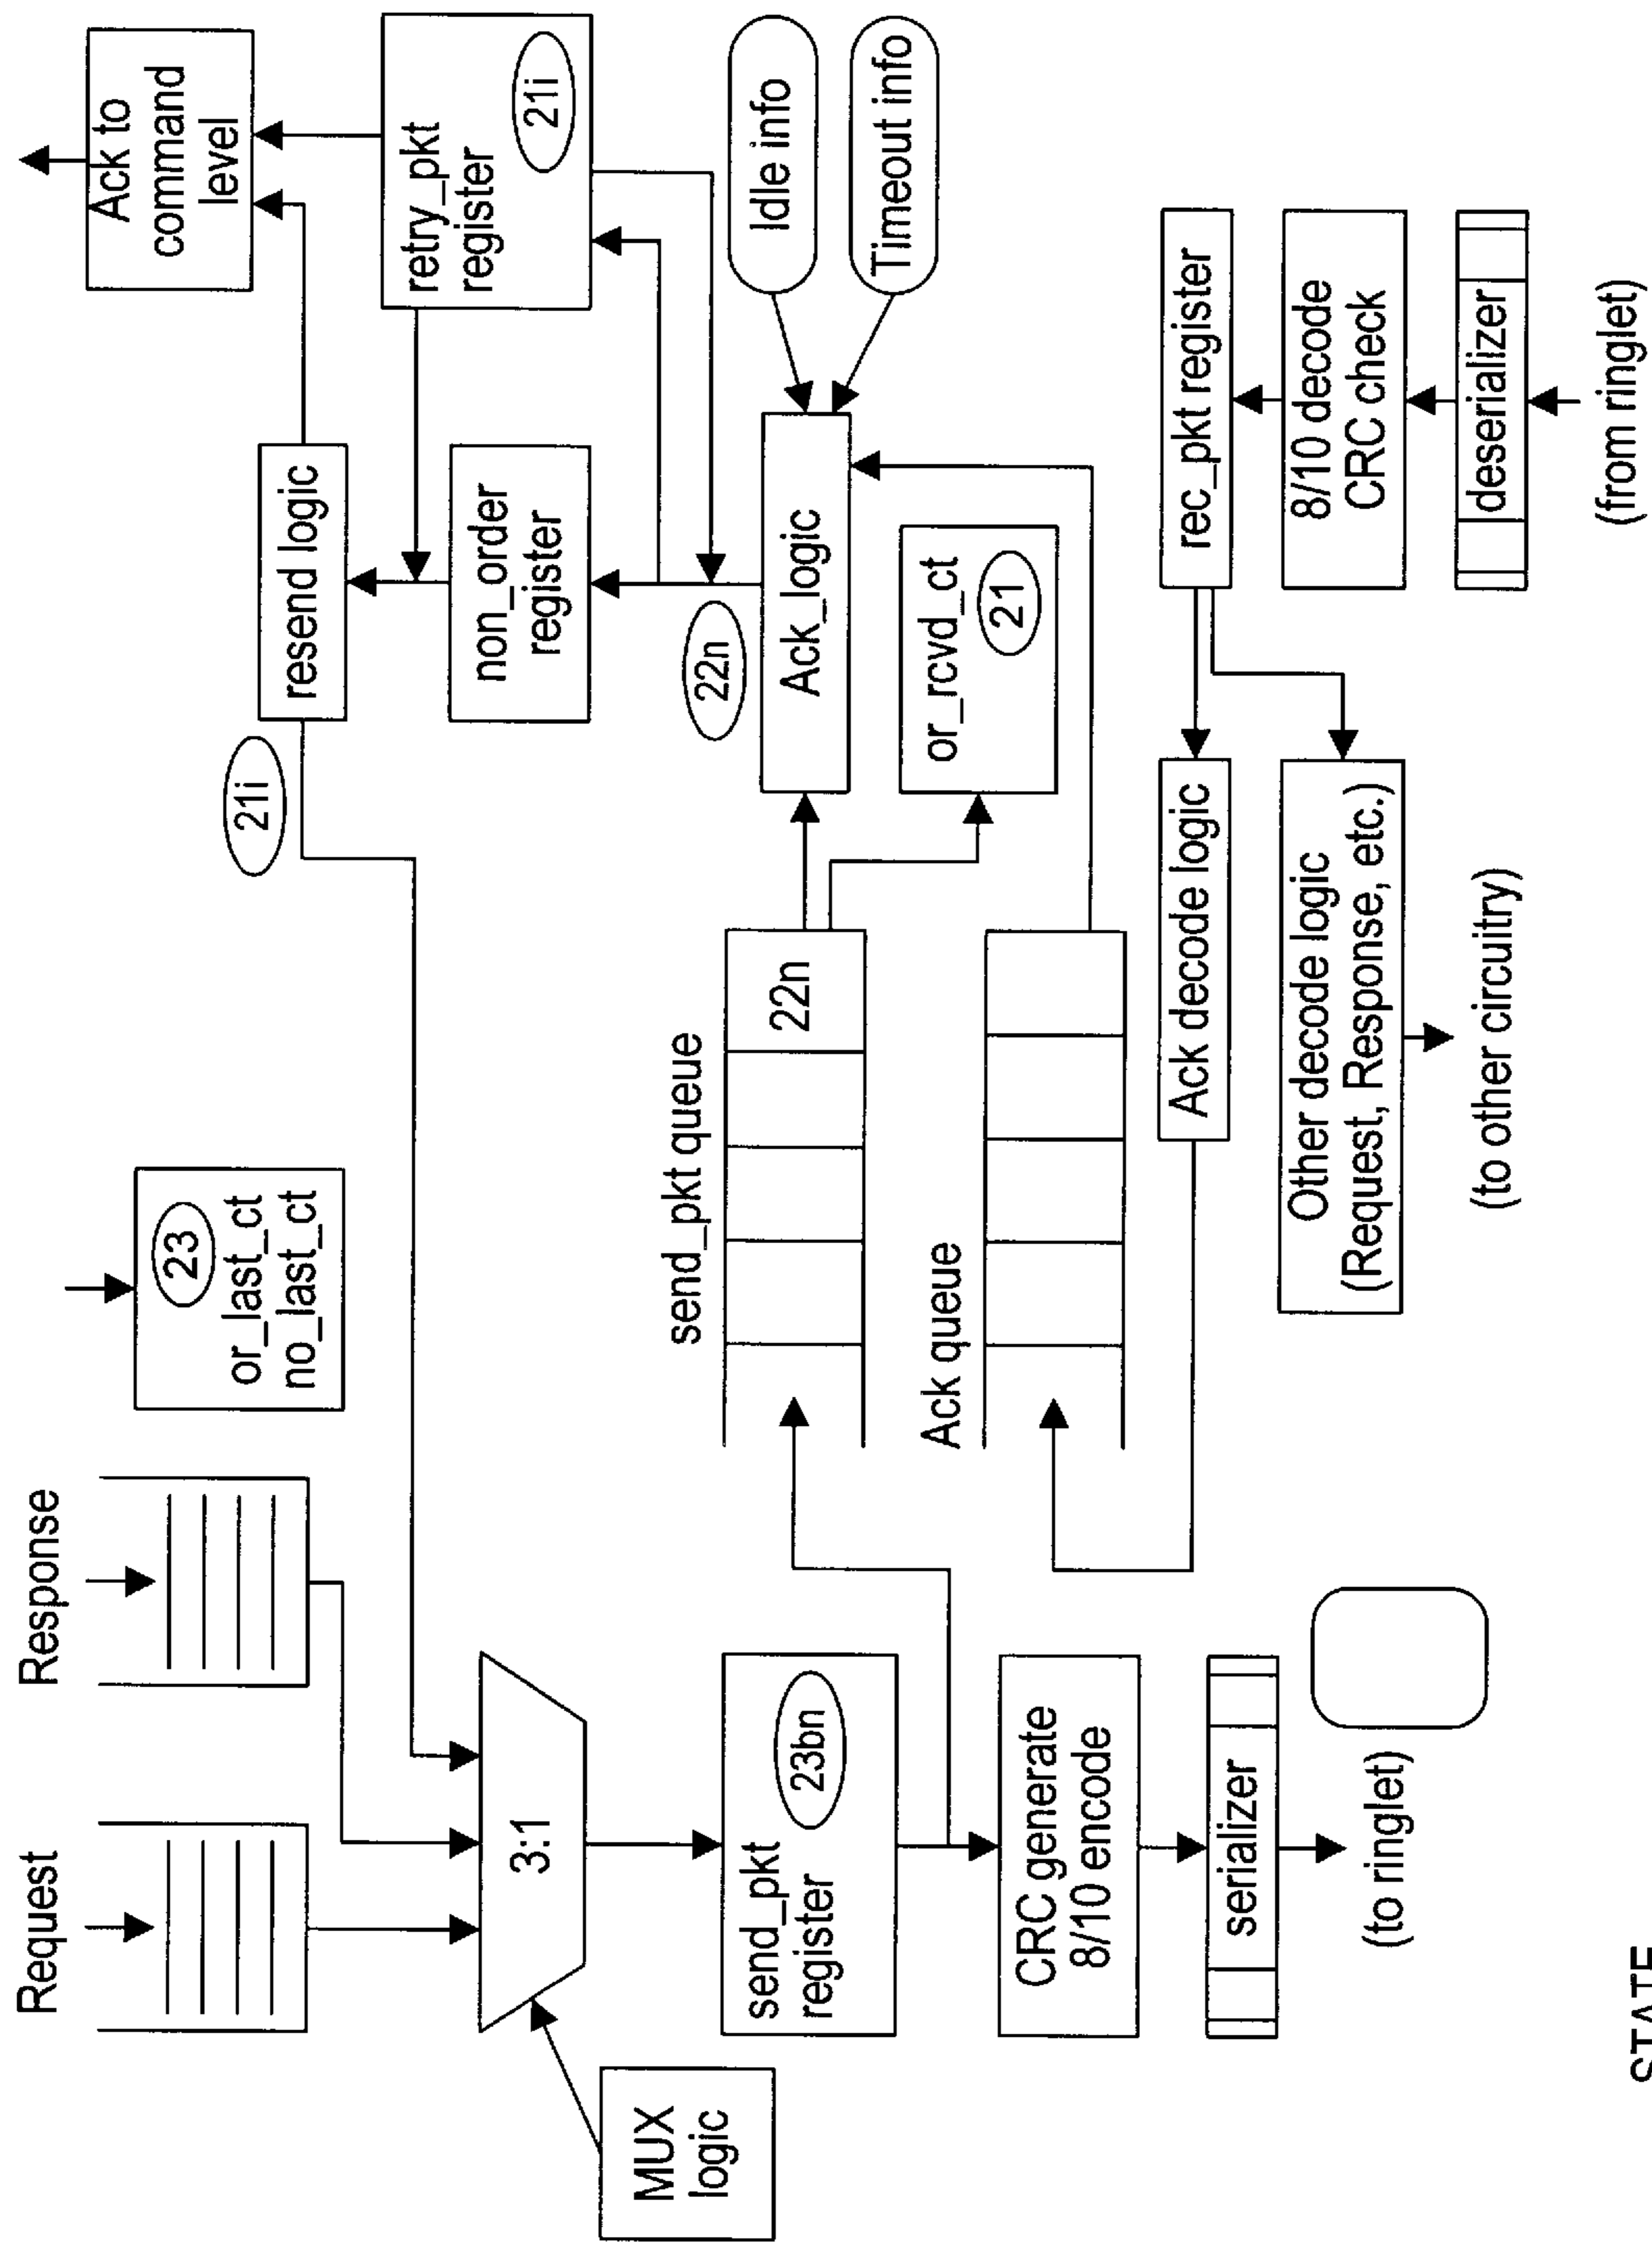 Request
Response
23
or_last_ct
no_last_ct
21i
resend logic
Ack to
command
level
MUX
logic
3:1
non_order
register
retry_pkt
register
21i
22n
send_pkt
register
23bn
send_pkt queue
22n
Ack_logic
Idle info
Timeout info
or_rcvd_ct
21
Ack queue
CRC generate
8/10 encode
serializer
(to ringlet)
Ack decode logic
rec_pkt register
Other decode logic
(Request, Response, etc.)
8/10 decode
CRC check
deserializer
(to other circuitry)
(from ringlet)
STATE